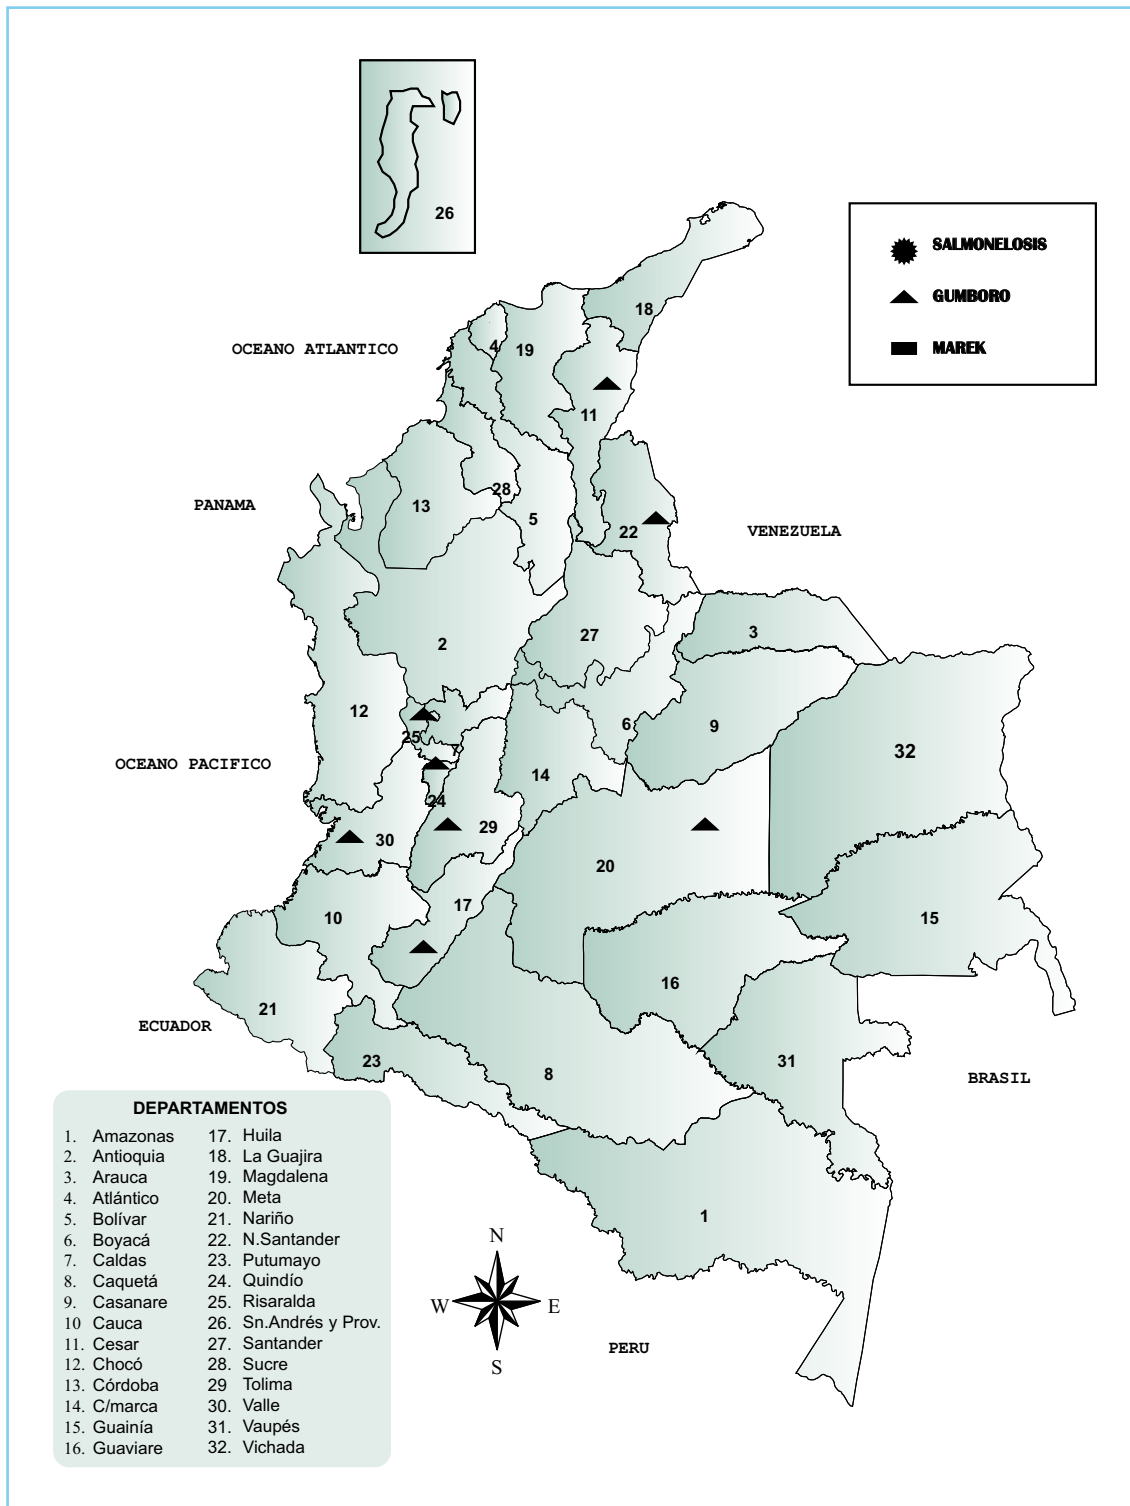 26
SALMONELOSIS
GUMBORO
MAREK
18
OCEANO ATLANTICO
4
19
11
PANAMA
28
13
5
22
VENEZUELA
27
3
2
12
25
6
9
7
OCEANO PACIFICO
14
32
24
29
30
20
17
10
15
16
21
ECUADOR
23
8
31
BRASIL
DEPARTAMENTOS
1. Amazonas 17. Huila
2. Antioquia 18. La Guajira
3. Arauca 19. Magdalena
4. Atlántico 20. Meta
5. Bolívar 21. Nariño
6. Boyacá 22. N.Santander
7. Caldas 23. Putumayo
8. Caquetá 24. Quindío
9. Casanare 25. Risaralda
10 Cauca 26. Sn.Andrés y Prov.
11. Cesar 27. Santander
12. Chocó 28. Sucre
13. Córdoba 29 Tolima
14. C/marca 30. Valle
15. Guainía 31. Vaupés
16. Guaviare 32. Vichada
1
N
W E
S
PERU